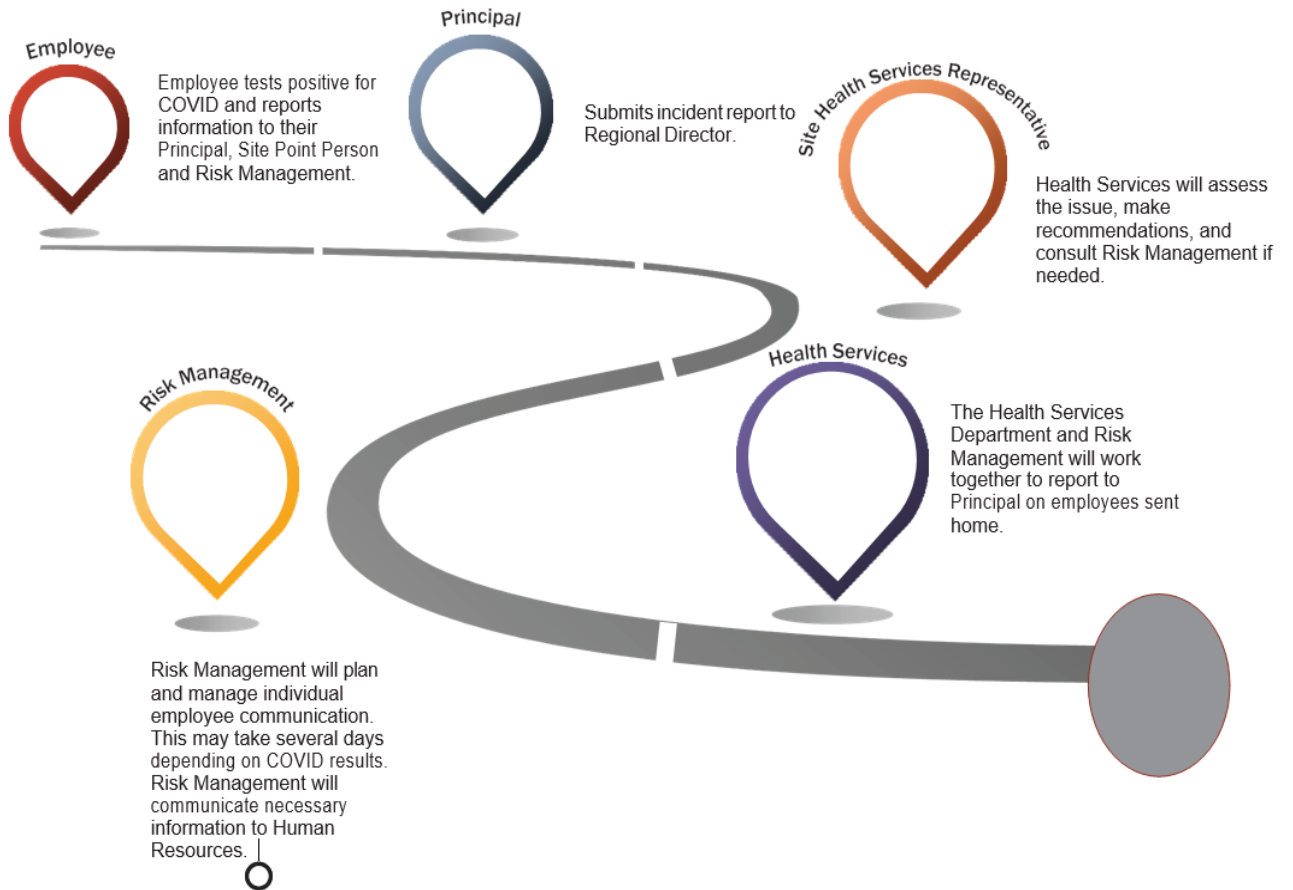 Employee
Employee tests positive for
COVID and reports
information to their
Principal, Site Point Person
and Risk Management.
Principal
Submits incident report to
Regional Director.
Site Health Services Representative
Health Services will assess
the issue, make
recommendations, and
consult Risk Management if
needed.
Risk Management
Risk Management will plan
and manage individual
employee communication.
This may take several days
depending on COVID results.
Risk Management will
communicate necessary
information to Human
Resources.
Health Services
The Health Services
Department and Risk
Management will work
together to report to
Principal on employees sent
home.